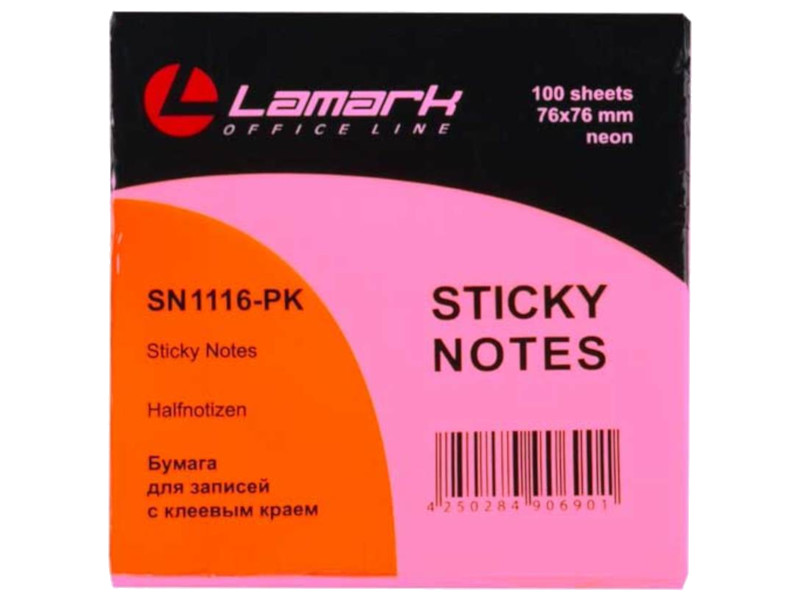 Lamark
OFFICE LINE
100 sheets
76x76 mm
neon
SN1116-PK
Sticky Notes
Halfnotizen
Бумага
для записей
с клеевым краем
STICKY
NOTES
4 250284 906901